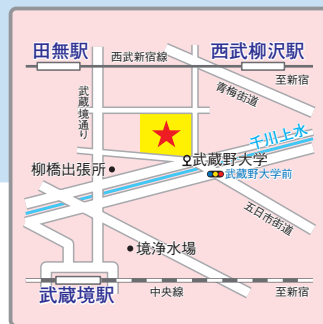 田無駅
西武新宿線
西武柳沢駅
至新宿
青梅街道
武蔵境通り
千川上水
武蔵野大学
柳橋出張所
武蔵野大学前
五日市街道
境浄水場
武蔵境駅
中央線
至新宿